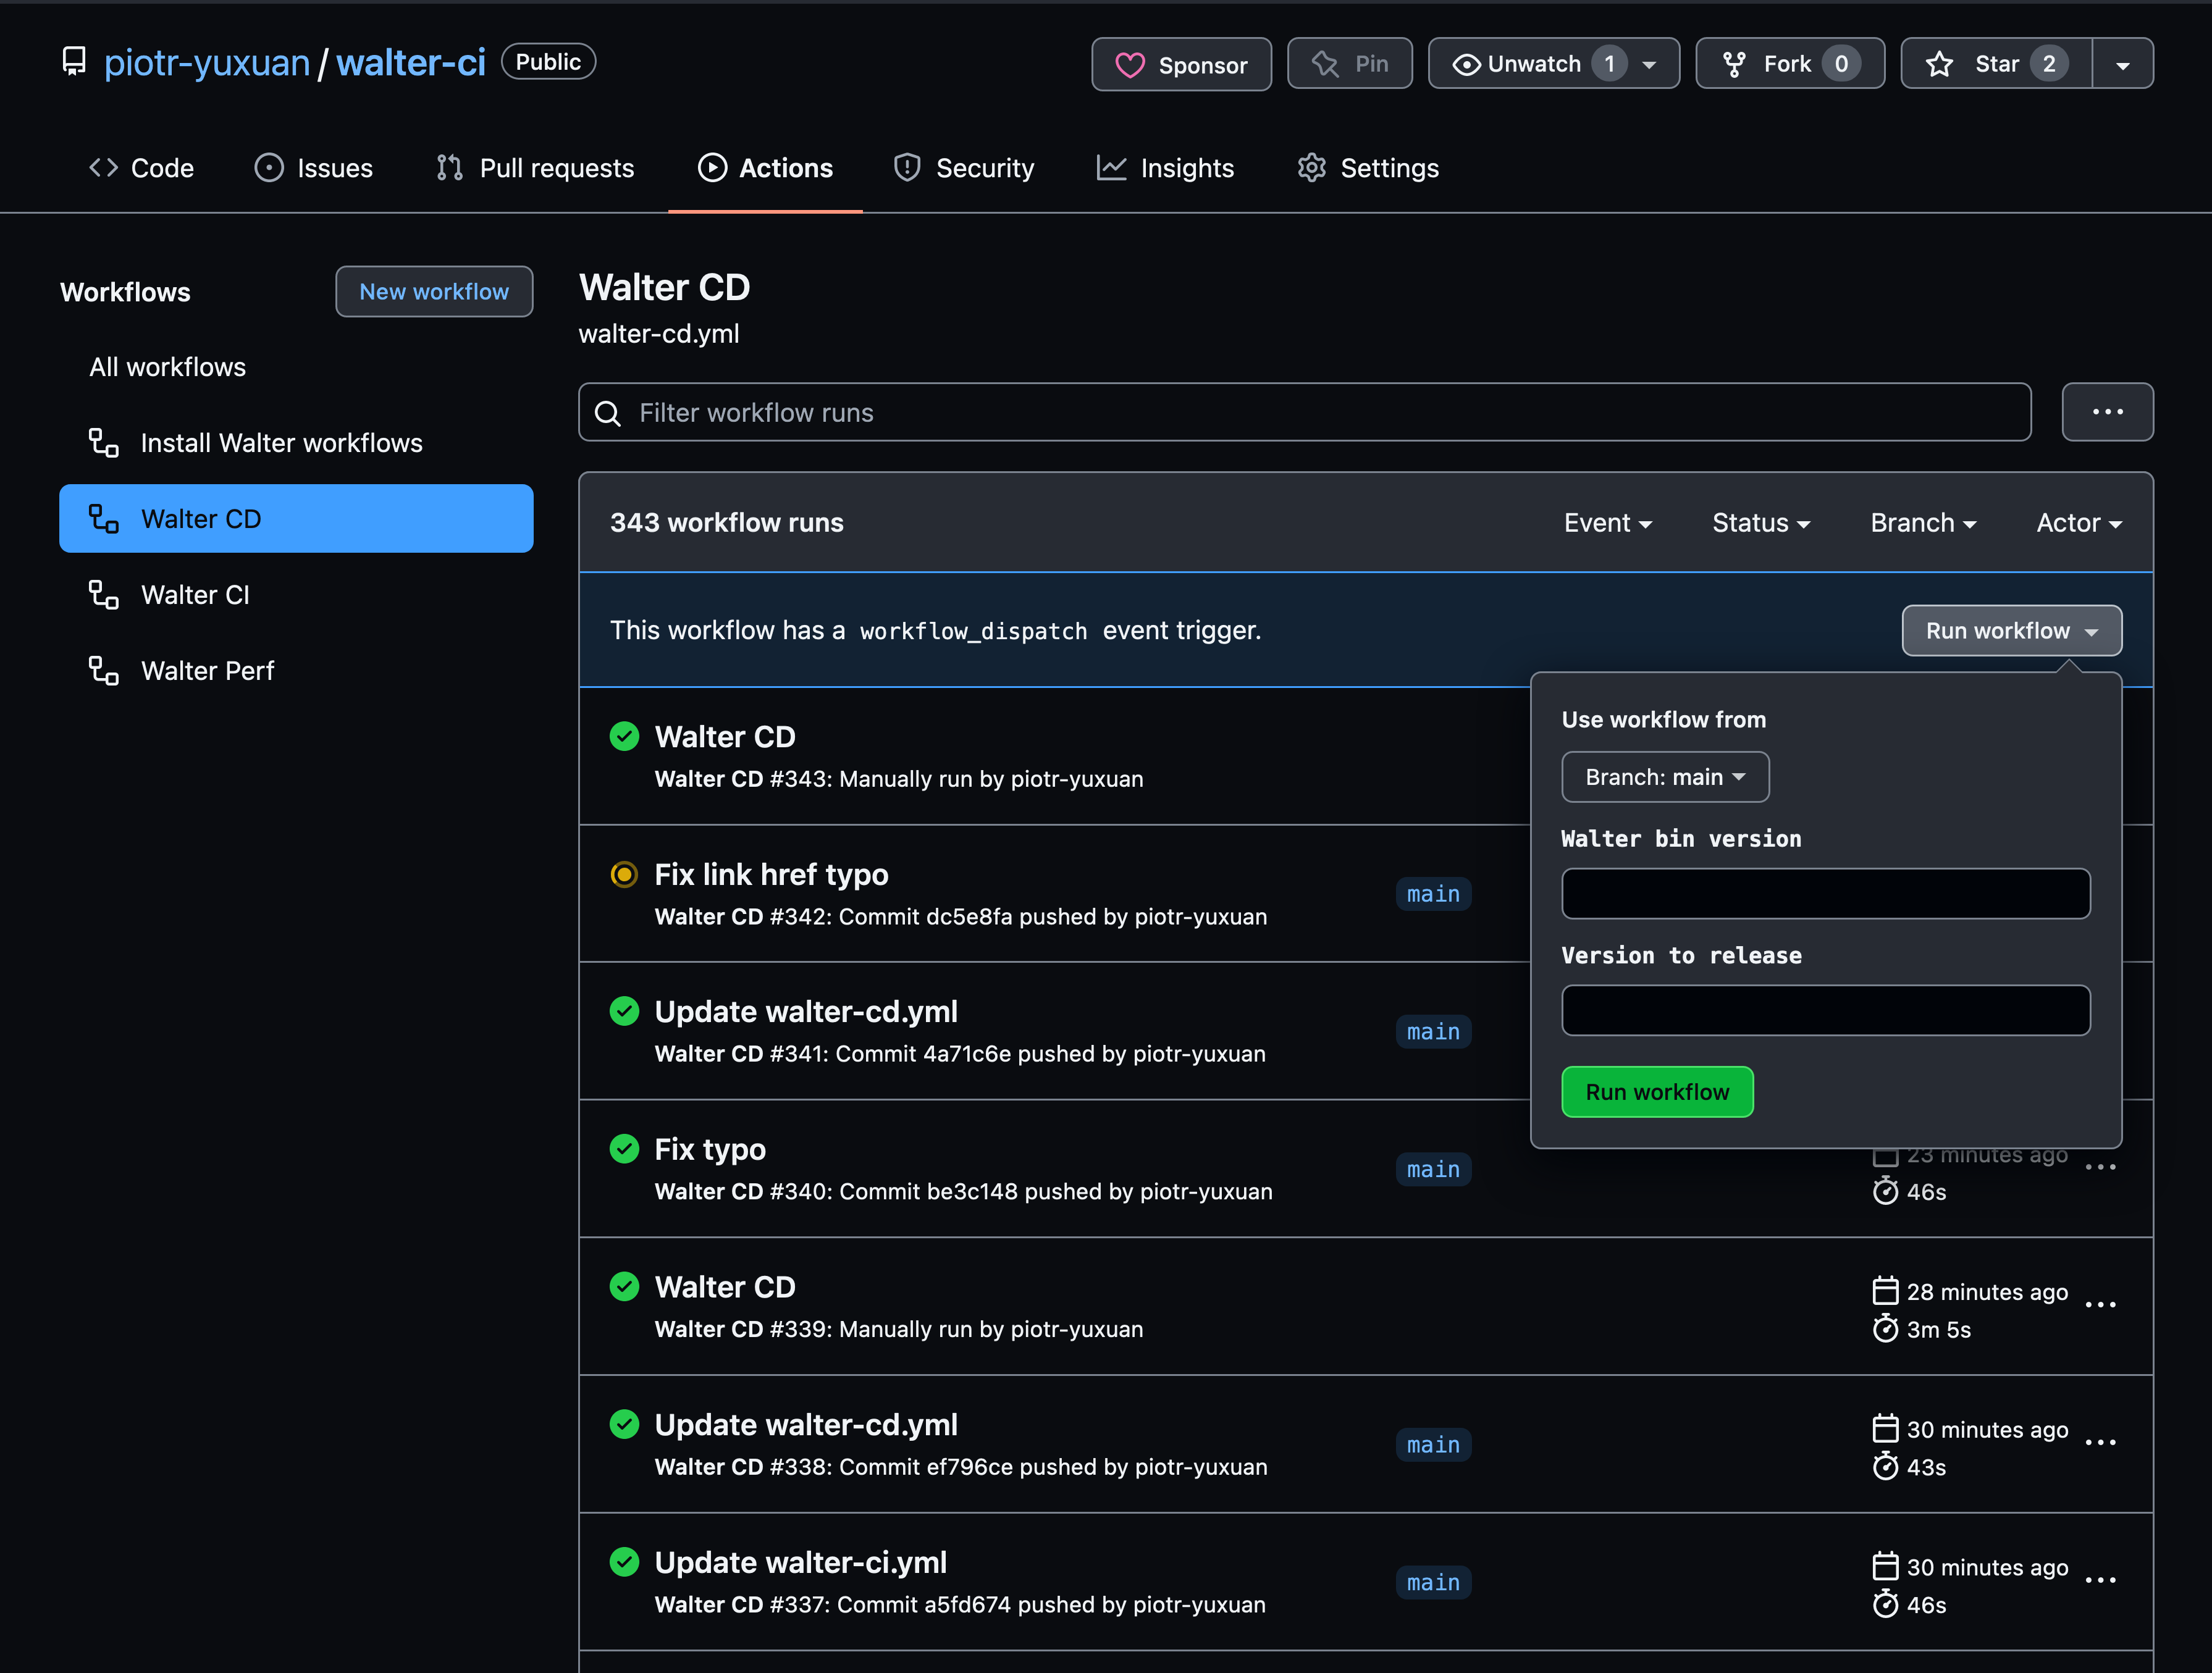 piotr-yuxuan / walter-ci Public
Sponsor Pin Unwatch 1 Fork 0 Star 2
Code Issues Pull requests Actions Security Insights Settings
Workflows New workflow
All workflows
Install Walter workflows
Walter CD
Walter CI
Walter Perf
Walter CD
walter-cd.yml
Filter workflow runs
343 workflow runs Event Status Branch Actor
This workflow has a workflow_dispatch event trigger. Run workflow
Use workflow from
Branch: main
Walter bin version
Version to release
Run workflow
Walter CD
Walter CD #343: Manually run by piotr-yuxuan
Fix link href typo
main
Walter CD #342: Commit dc5e8fa pushed by piotr-yuxuan
Update walter-cd.yml
main
Walter CD #341: Commit 4a71c6e pushed by piotr-yuxuan
Fix typo
main
23 minutes ago
Walter CD #340: Commit be3c148 pushed by piotr-yuxuan
46s
Walter CD
28 minutes ago
Walter CD #339: Manually run by piotr-yuxuan
3m 5s
Update walter-cd.yml
main
30 minutes ago
Walter CD #338: Commit ef796ce pushed by piotr-yuxuan
43s
Update walter-ci.yml
main
30 minutes ago
Walter CD #337: Commit a5fd674 pushed by piotr-yuxuan
46s